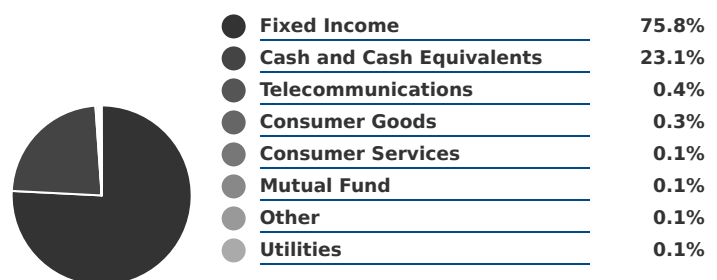 Fixed Income 75.8%
Cash and Cash Equivalents 23.1%
Telecommunications 0.4%
Consumer Goods 0.3%
Consumer Services 0.1%
Mutual Fund 0.1%
Other 0.1%
Utilities 0.1%